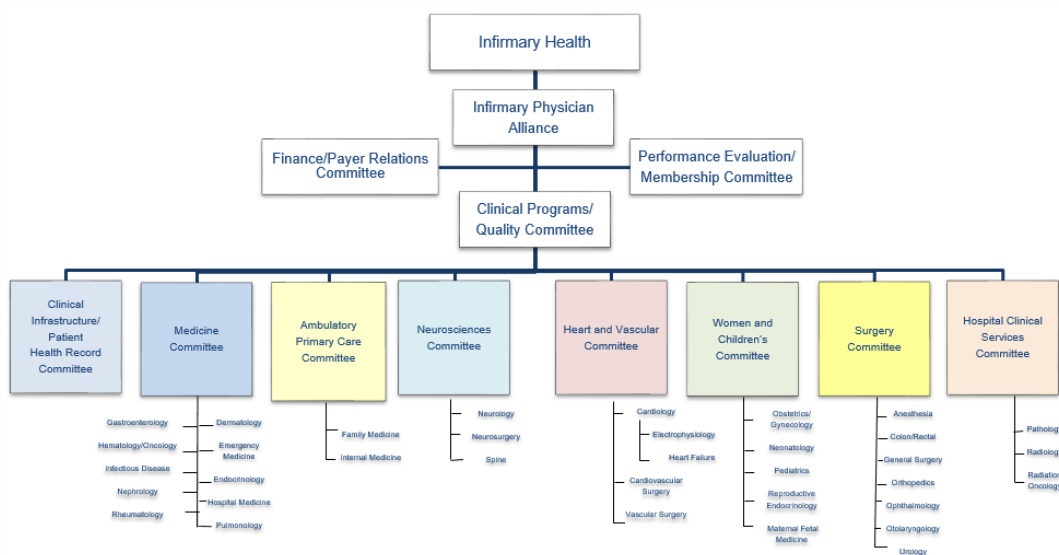 Infirmary Health
Infirmary Physician
Alliance
Finance/Payer Relations
Committee
Performance Evaluation/
Membership Committee
Clinical Programs/
Quality Committee
Clinical
Infrastructure/
Patient
Health Record
Committee
Medicine
Committee
Ambulatory
Primary Care
Committee
Neurosciences
Committee
Heart and Vascular
Committee
Women and
Children's
Committee
Surgery
Committee
Hospital Clinical
Services
Committee
Gastroenterology
Hematology/Oncology
Infectious Disease
Nephrology
Rheumatology
Dermatology
Emergency
Medicine
Endocrinology
Hospital Medicine
Pulmonology
Family Medicine
Internal Medicine
Neurology
Neurosurgery
Spine
Cardiology
Electrophysiology
Heart Failure
Cardiovascular
Surgery
Vascular Surgery
Obstetrics/
Gynecology
Neonatology
Pediatrics
Reproductive
Endocrinology
Maternal Fetal
Medicine
Anesthesia
Colon/Rectal
General Surgery
Orthopedics
Ophthalmology
Otolaryngology
Urology
Pathology
Radiology
Radiation
Oncology